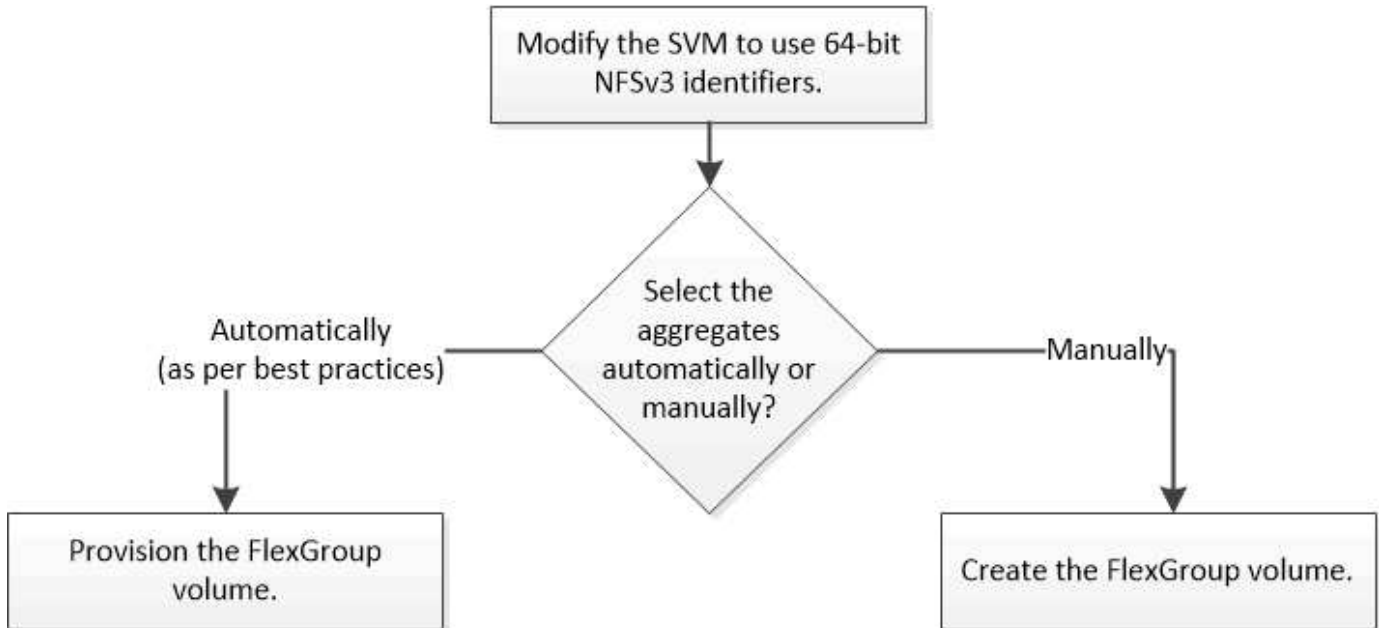 Modify the SVM to use 64-bit
NFSv3 identifiers.
Select the
aggregates
automatically or
manually?
Automatically
(as per best practices)
Manually
Provision the FlexGroup
volume.
Create the FlexGroup volume.